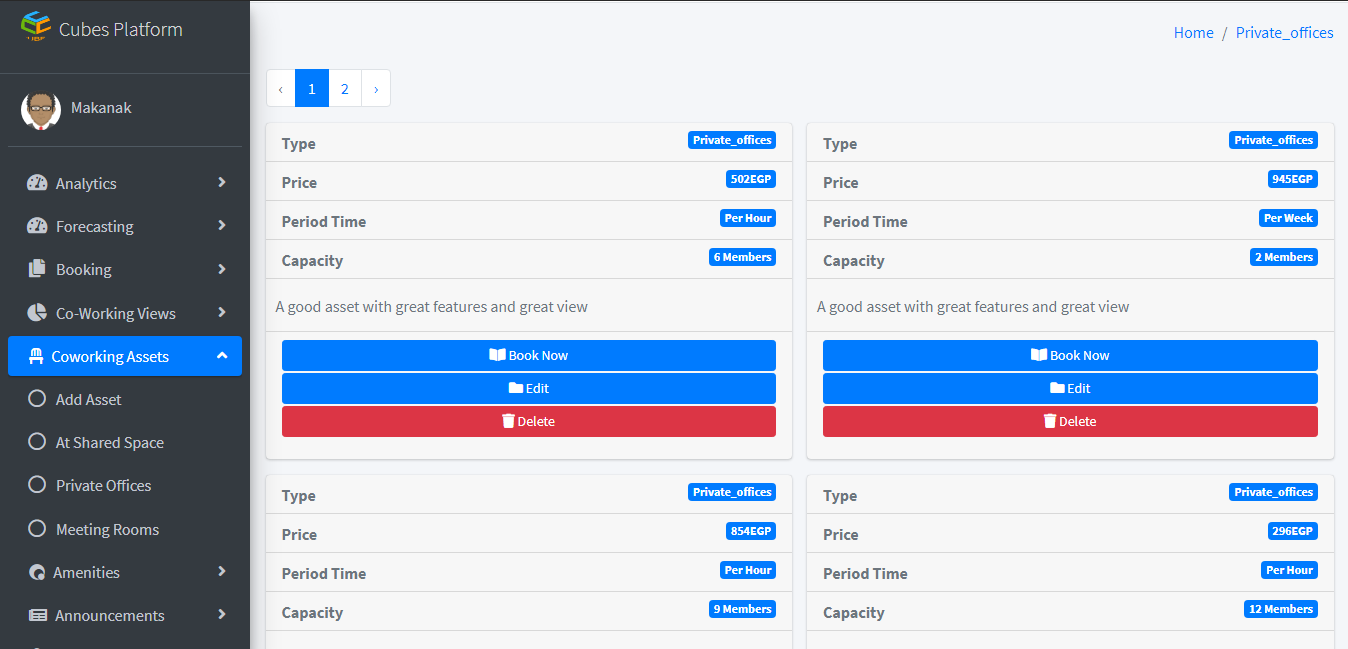 Cubes Platform
Makanak
Analytics
Forecasting
Booking
Co-Working Views
Coworking Assets
Add Asset
At Shared Space
Private Offices
Meeting Rooms
Amenities
Announcements
Home / Private_offices
‹ 1 2 ›
Type Private_offices
Price 502EGP
Period Time Per Hour
Capacity 6 Members
A good asset with great features and great view
Book Now
Edit
Delete
Type Private_offices
Price 945EGP
Period Time Per Week
Capacity 2 Members
A good asset with great features and great view
Book Now
Edit
Delete
Type Private_offices
Price 854EGP
Period Time Per Hour
Capacity 9 Members
Type Private_offices
Price 296EGP
Period Time Per Hour
Capacity 12 Members